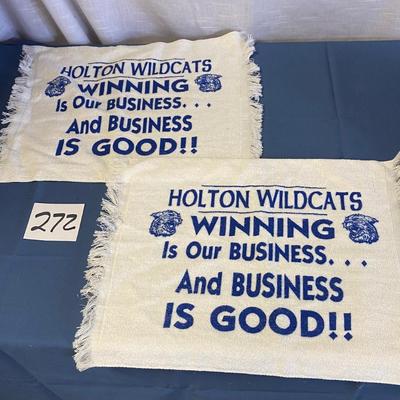 HOLTON WILDCATS
WINNING
Is Our BUSINESS. . .
And BUSINESS
IS GOOD!!
272
HOLTON WILDCATS
WINNING
Is Our BUSINESS. . .
And BUSINESS
IS GOOD!!